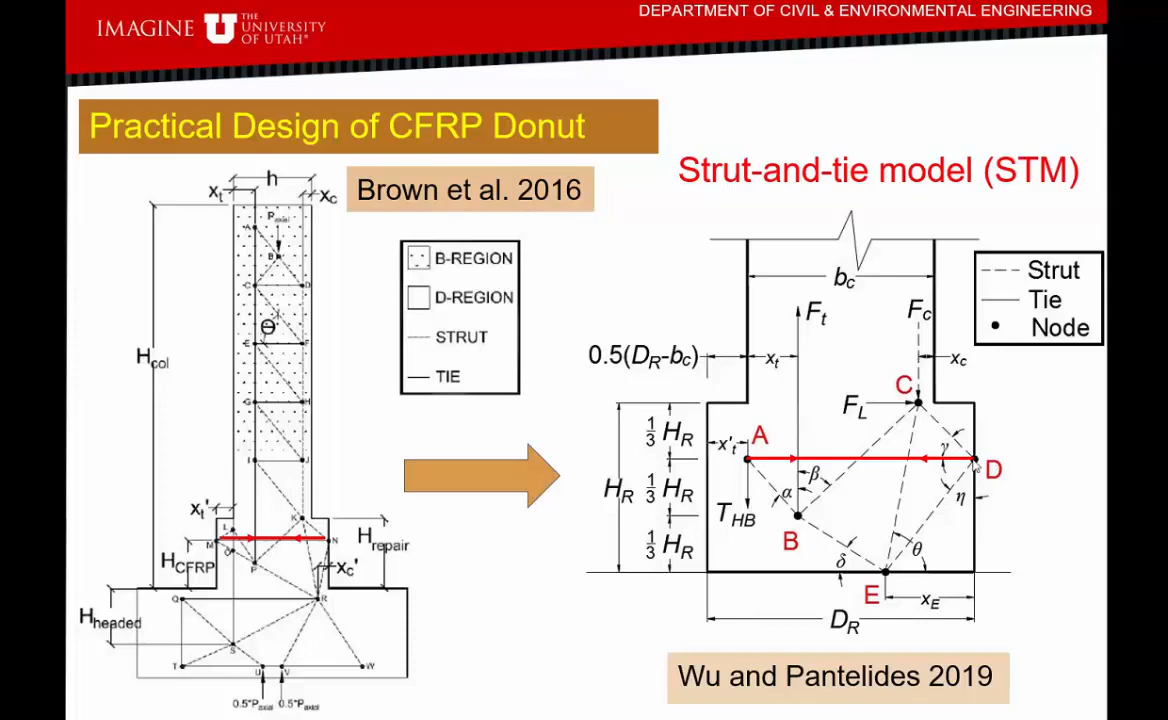 DEPARTMENT OF CIVIL & ENVIRONMENTAL ENGINEERING
IMAGINE U THE UNIVERSITY OF UTAH®
Practical Design of CFRP Donut
Brown et al. 2016
Strut-and-tie model (STM)
h
xt
xc
Paxial
A
B
C
D
Θ
E
F
G
H
I
J
Hcol
xt'
L
K
M
N
O
P
Hrepair
HCFRP
xc'
Q
R
Hheaded
S
T
U
V
W
0.5*Paxial 0.5*Paxial
B-REGION
D-REGION
STRUT
TIE
bc
Strut
Tie
Node
Ft
Fc
0.5(DR-bc)
xt
xc
C
FL
1/3 HR
x't
A
γ
D
HR
1/3 HR
β
α
η
THB
B
1/3 HR
δ
θ
E
xE
DR
Wu and Pantelides 2019